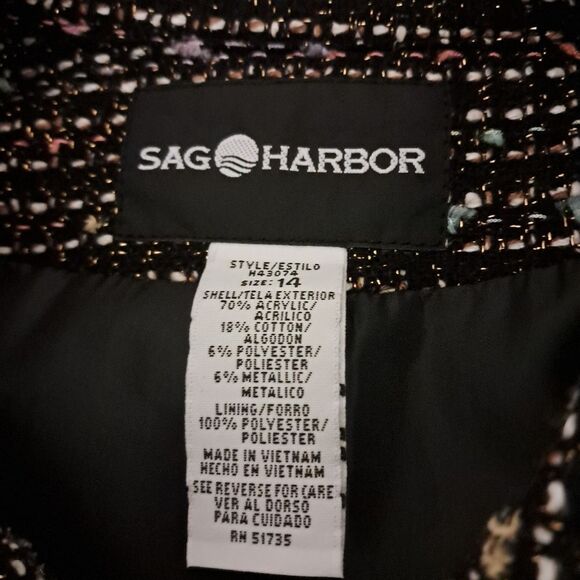 SAG HARBOR
STYLE/ESTILO
H43074
SIZE: 14
SHELL/TELA EXTERIOR
70% ACRYLIC/
ACRILICO
18% COTTON/
ALGODON
6% POLYESTER/
POLIESTER
6% METALLIC/
METALICO
LINING/FORRO
100% POLYESTER/
POLIESTER
MADE IN VIETNAM
HECHO EN VIETNAM
SEE REVERSE FOR CARE
VER AL DORSO
PARA CUIDADO
RN 51735